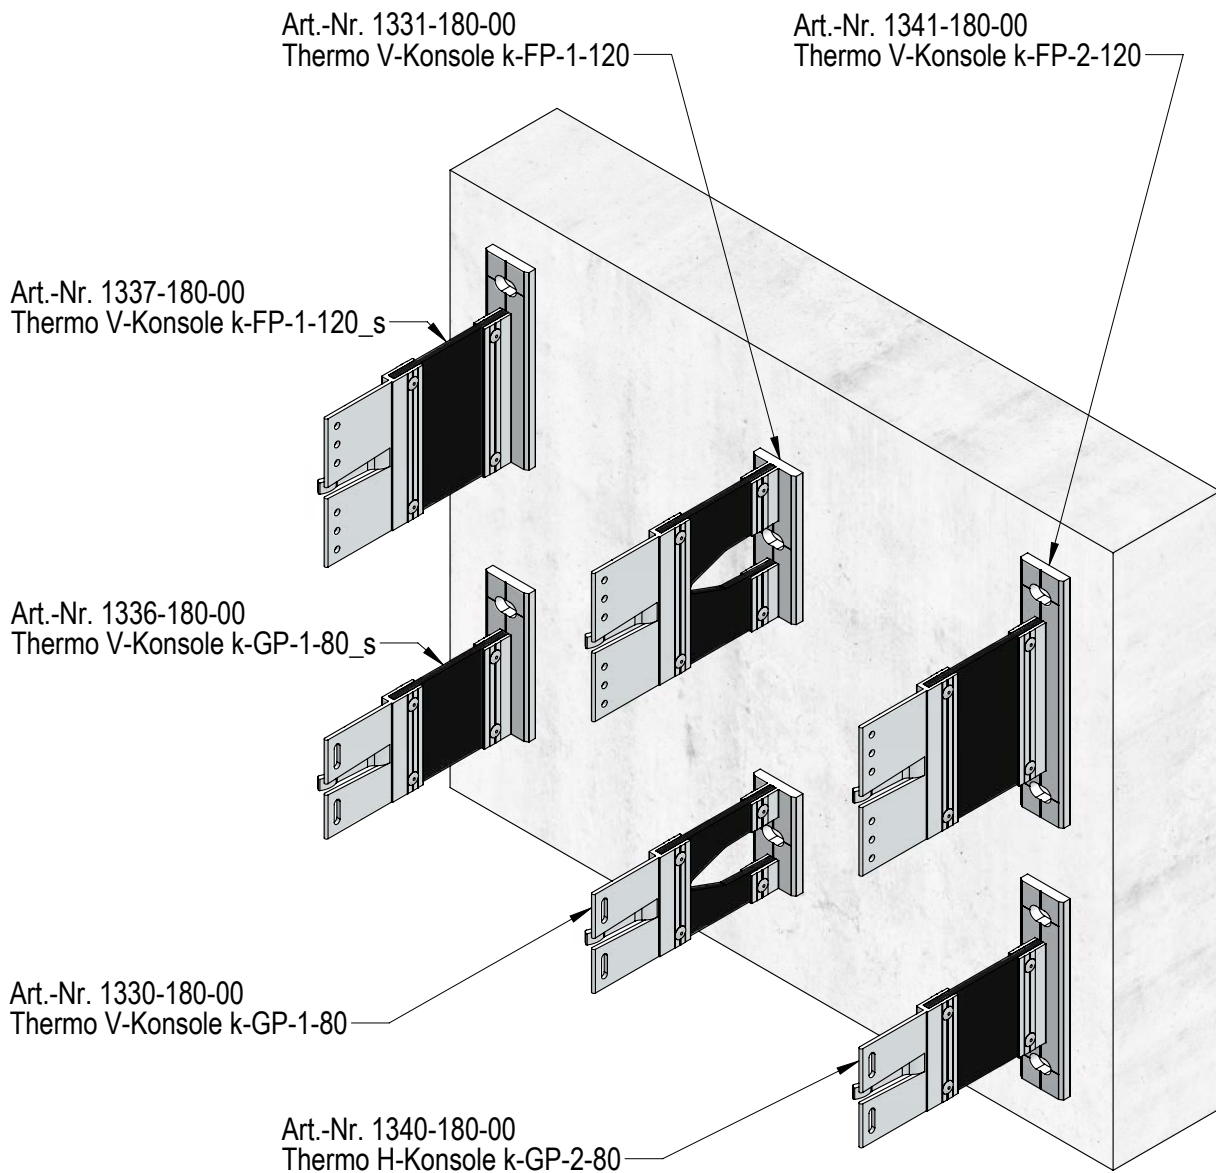 Art.-Nr. 1331-180-00
Thermo V-Konsole k-FP-1-120
Art.-Nr. 1341-180-00
Thermo V-Konsole k-FP-2-120
Art.-Nr. 1337-180-00
Thermo V-Konsole k-FP-1-120_s
Art.-Nr. 1336-180-00
Thermo V-Konsole k-GP-1-80_s
Art.-Nr. 1330-180-00
Thermo V-Konsole k-GP-1-80
Art.-Nr. 1340-180-00
Thermo H-Konsole k-GP-2-80